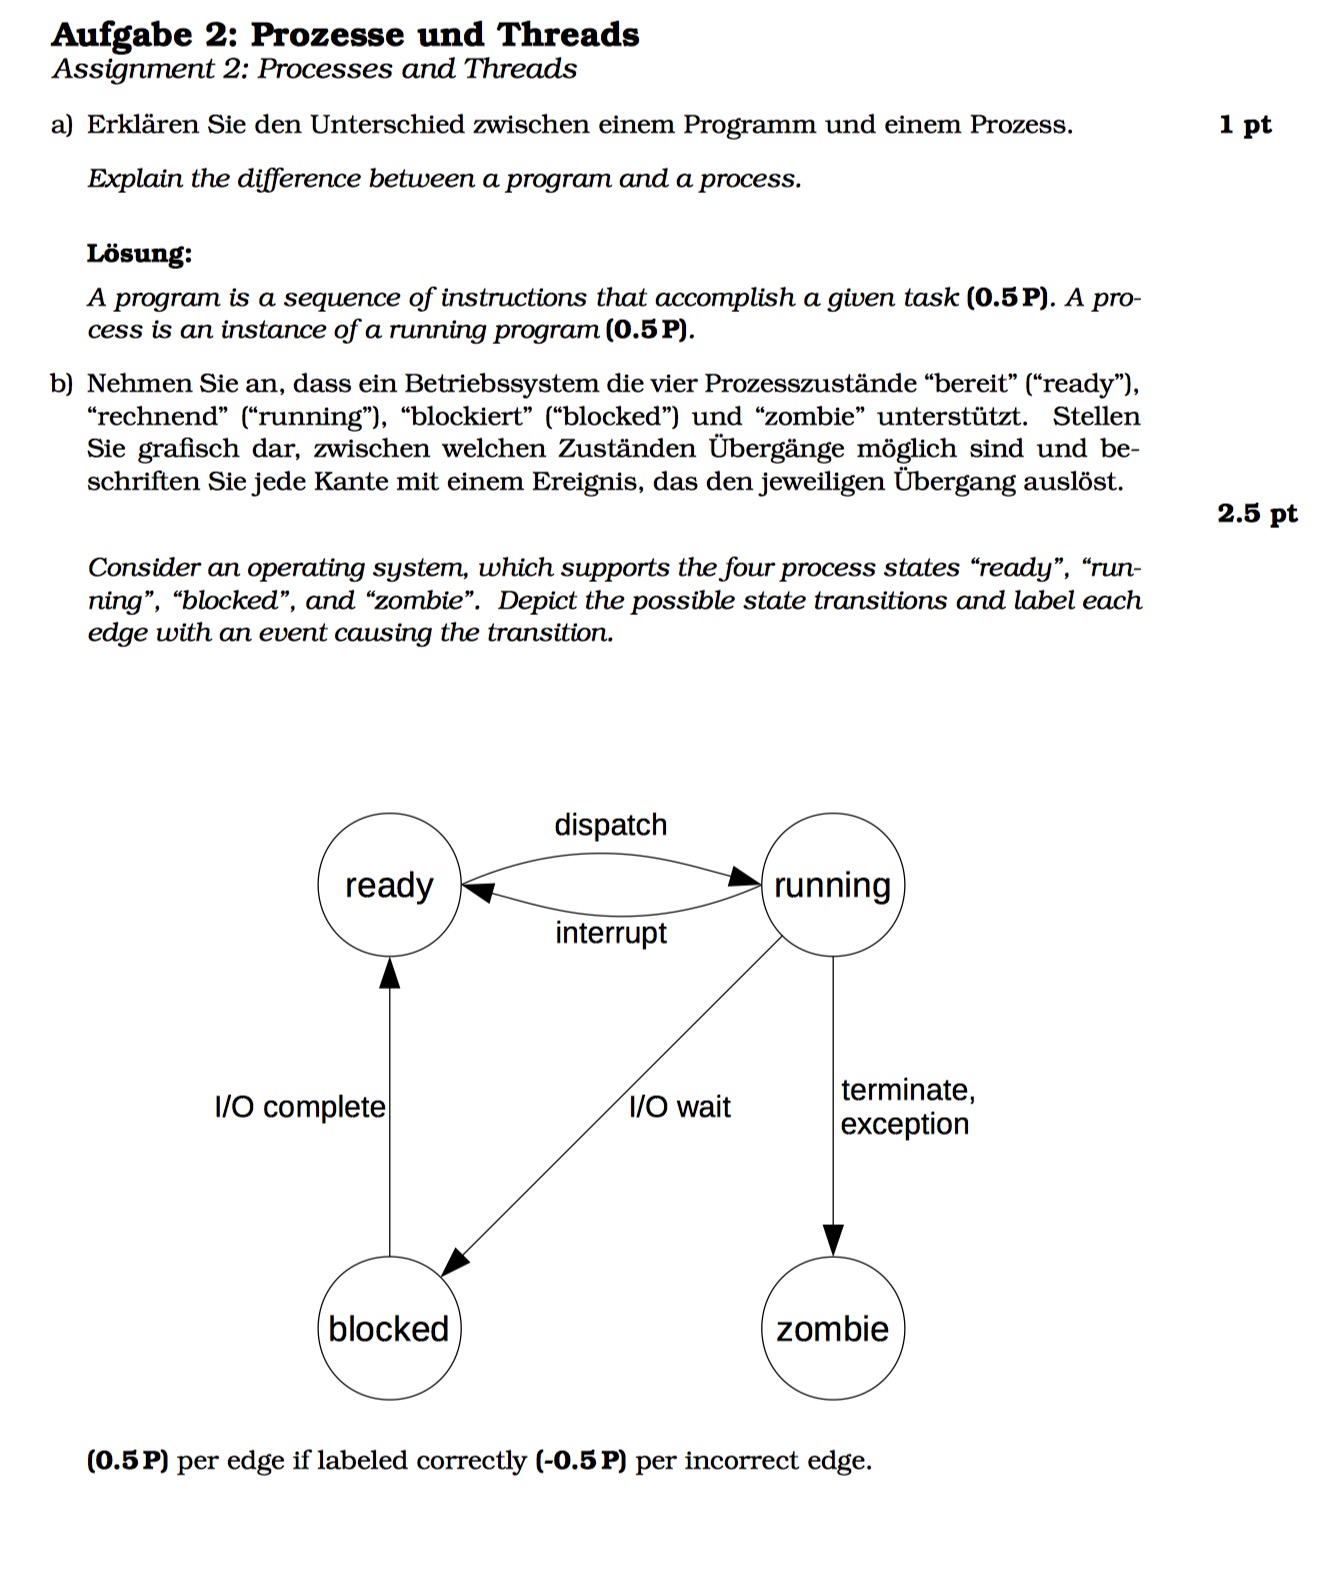 Aufgabe 2: Prozesse und Threads
Assignment 2: Processes and Threads
a) Erklären Sie den Unterschied zwischen einem Programm und einem Prozess. 1 pt
Explain the difference between a program and a process.
Lösung:
A program is a sequence of instructions that accomplish a given task (0.5 P). A pro-
cess is an instance of a running program (0.5 P).
b) Nehmen Sie an, dass ein Betriebssystem die vier Prozesszustände “bereit” (“ready”),
“rechnend” (“running”), “blockiert” (“blocked”) und “zombie” unterstützt. Stellen
Sie grafisch dar, zwischen welchen Zuständen Übergänge möglich sind und be-
schriften Sie jede Kante mit einem Ereignis, das den jeweiligen Übergang auslöst.
2.5 pt
Consider an operating system, which supports the four process states “ready”, “run-
ning”, “blocked”, and “zombie”. Depict the possible state transitions and label each
edge with an event causing the transition.
dispatch
ready
running
interrupt
I/O complete
I/O wait
terminate,
exception
blocked
zombie
(0.5 P) per edge if labeled correctly (-0.5 P) per incorrect edge.